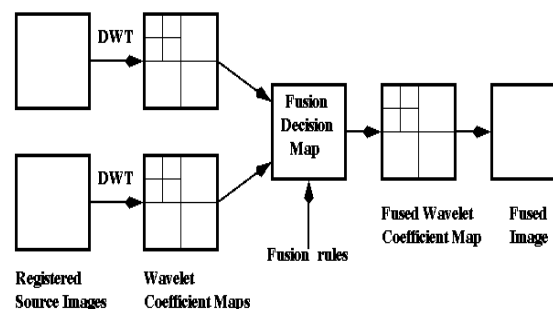 DWT
Fusion
Decision
Map
DWT
Fusion rules
Fused Wavelet
Coefficient Map
Fused
Image
Registered
Source Images
Wavelet
Coefficient Maps